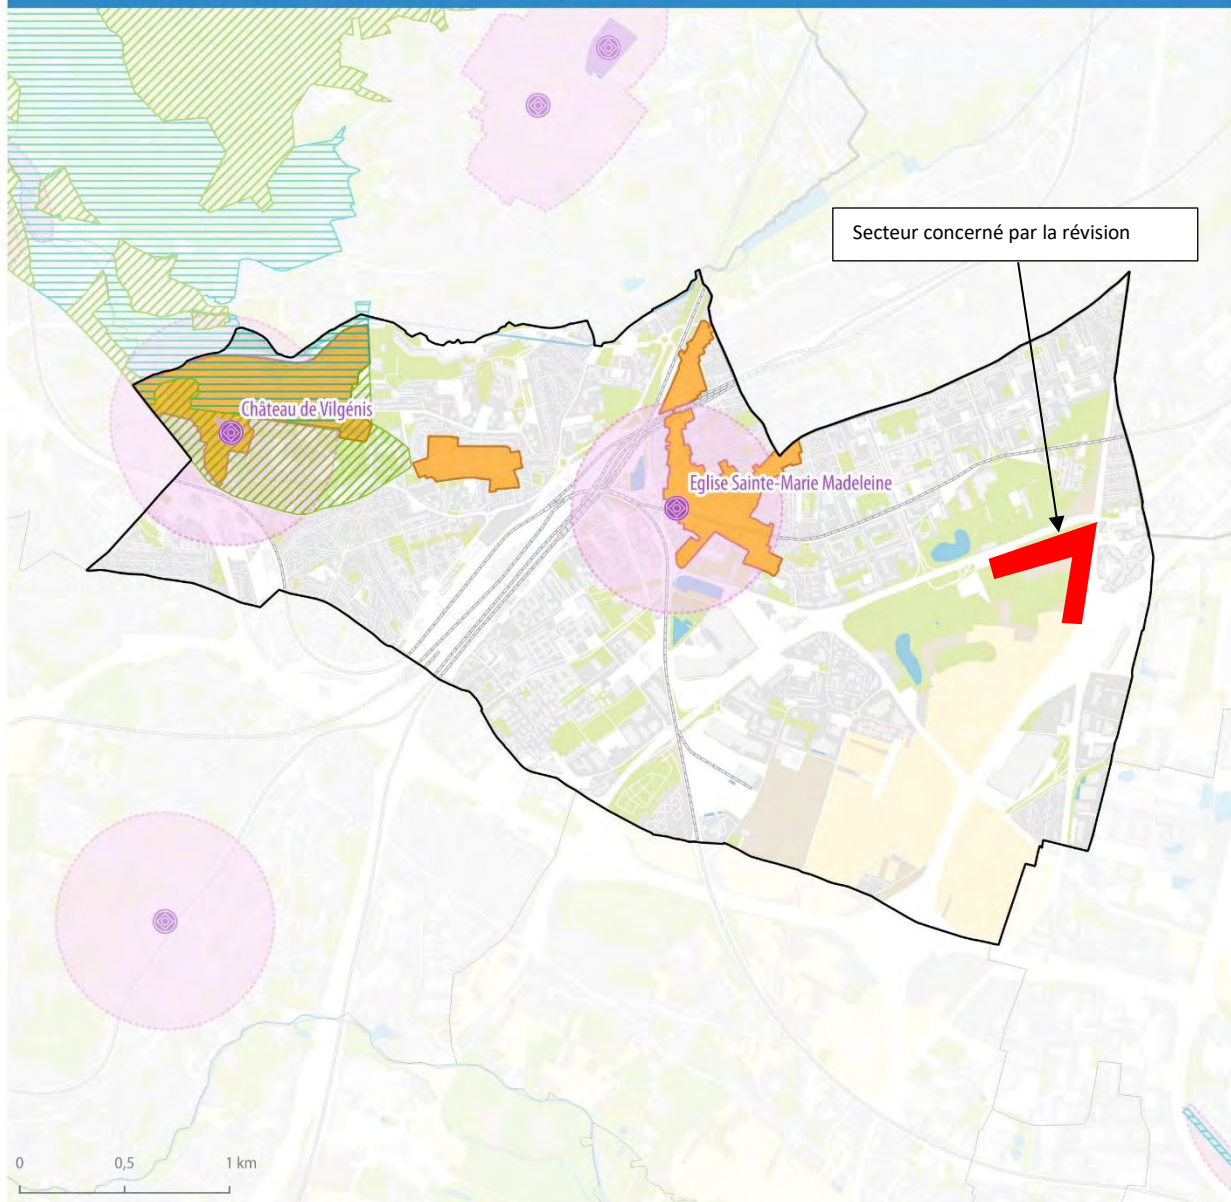 Secteur concerné par la révision
Château de Vilgénis
Eglise Sainte-Marie Madeleine
0 0,5 1 km